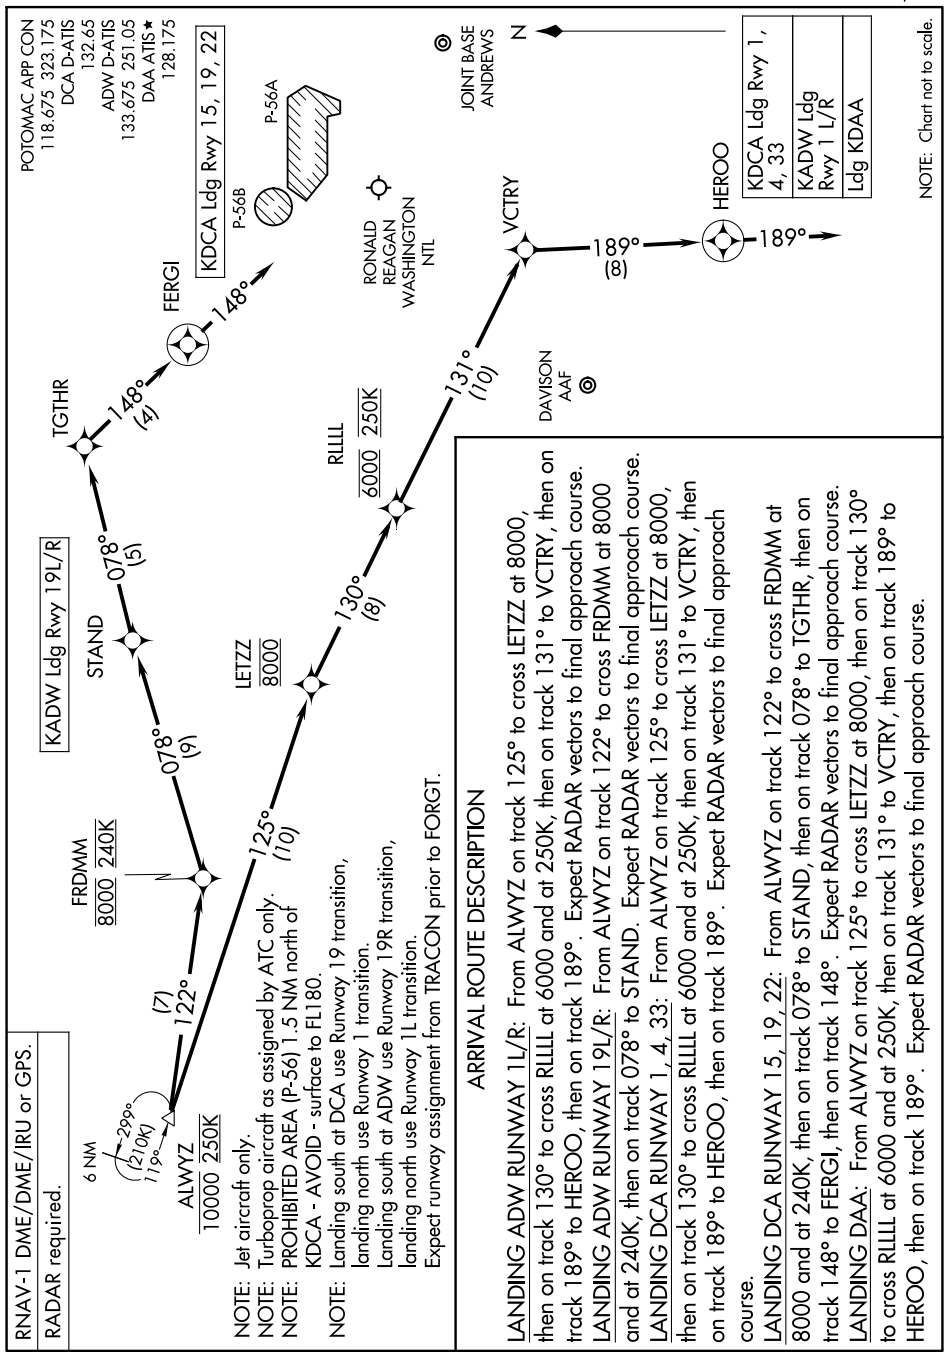 RNAV-1 DME/DME/IRU or GPS.
RADAR required.
POTOMAC APP CON
118.675 323.175
DCA D-ATIS
132.65
ADW D-ATIS
133.675 251.05
DAA ATIS★
128.175
KDCA Ldg Rwy 15, 19, 22
P-56B
P-56A
KADW Ldg Rwy 19L/R
TGTHR
148°
(4)
FERGI
148°
078°
(5)
STAND
078°
(9)
FRDMM
8000 240K
6 NM
299°
(210K)
119°
(7)
122°
ALWYZ
10000 250K
125°
(10)
LETZZ
8000
130°
(8)
RLLLL
6000 250K
131°
(10)
VCTRY
189°
(8)
HEROO
189°
RONALD
REAGAN
WASHINGTON
NTL
JOINT BASE
ANDREWS
N
DAVISON
AAF
KDCA Ldg Rwy 1,
4, 33
KADW Ldg
Rwy 1 L/R
Ldg KDAA
NOTE: Chart not to scale.
NOTE: Jet aircraft only.
NOTE: Turboprop aircraft as assigned by ATC only.
NOTE: PROHIBITED AREA (P-56) 1.5 NM north of
KDCA - AVOID - surface to FL180.
NOTE: Landing south at DCA use Runway 19 transition,
landing north use Runway 1 transition.
Landing south at ADW use Runway 19R transition,
landing north use Runway 1L transition.
Expect runway assignment from TRACON prior to FORGT.
ARRIVAL ROUTE DESCRIPTION
LANDING ADW RUNWAY 1L/R: From ALWYZ on track 125° to cross LETZZ at 8000,
then on track 130° to cross RLLLL at 6000 and at 250K, then on track 131° to VCTRY, then on
track 189° to HEROO, then on track 189°. Expect RADAR vectors to final approach course.
LANDING ADW RUNWAY 19L/R: From ALWYZ on track 122° to cross FRDMM at 8000
and at 240K, then on track 078° to STAND. Expect RADAR vectors to final approach course.
LANDING DCA RUNWAY 1, 4, 33: From ALWYZ on track 125° to cross LETZZ at 8000,
then on track 130° to cross RLLLL at 6000 and at 250K, then on track 131° to VCTRY, then
on track 189° to HEROO, then on track 189°. Expect RADAR vectors to final approach
course.
LANDING DCA RUNWAY 15, 19, 22: From ALWYZ on track 122° to cross FRDMM at
8000 and at 240K, then on track 078° to STAND, then on track 078° to TGTHR, then on
track 148° to FERGI, then on track 148°. Expect RADAR vectors to final approach course.
LANDING DAA: From ALWYZ on track 125° to cross LETZZ at 8000, then on track 130°
to cross RLLLL at 6000 and at 250K, then on track 131° to VCTRY, then on track 189° to
HEROO, then on track 189°. Expect RADAR vectors to final approach course.